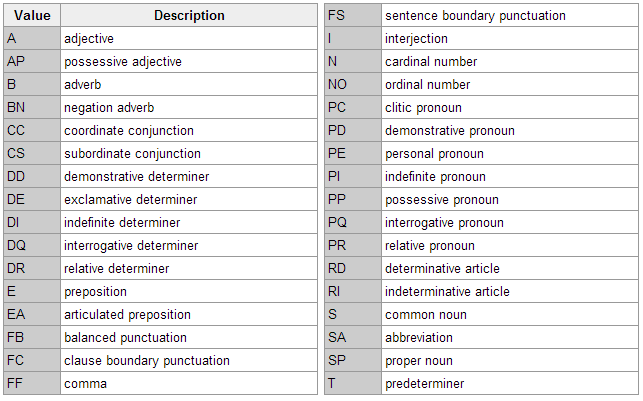 Value Description
A adjective
AP possessive adjective
B adverb
BN negation adverb
CC coordinate conjunction
CS subordinate conjunction
DD demonstrative determiner
DE exclamative determiner
DI indefinite determiner
DQ interrogative determiner
DR relative determiner
E preposition
EA articulated preposition
FB balanced punctuation
FC clause boundary punctuation
FF comma
FS sentence boundary punctuation
I interjection
N cardinal number
NO ordinal number
PC clitic pronoun
PD demonstrative pronoun
PE personal pronoun
PI indefinite pronoun
PP possessive pronoun
PQ interrogative pronoun
PR relative pronoun
RD determinative article
RI indeterminative article
S common noun
SA abbreviation
SP proper noun
T predeterminer